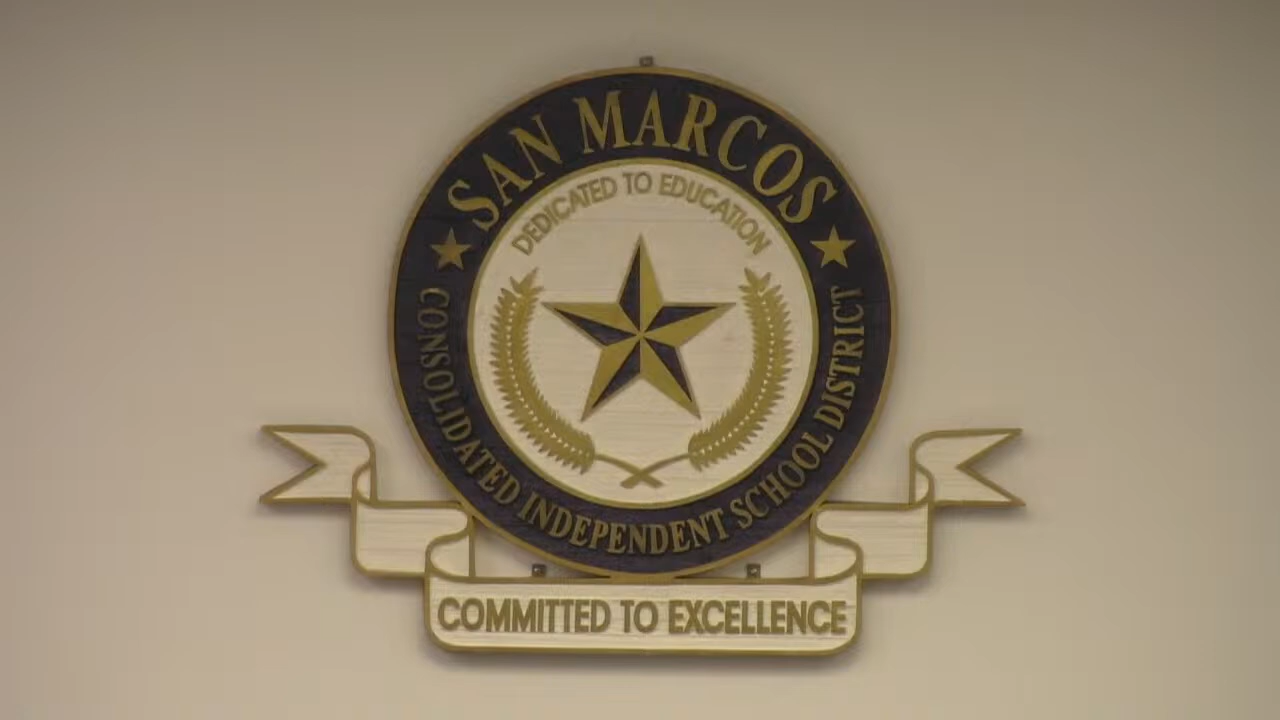 SAN MARCOS
DEDICATED TO EDUCATION
CONSOLIDATED INDEPENDENT SCHOOL DISTRICT
COMMITTED TO EXCELLENCE